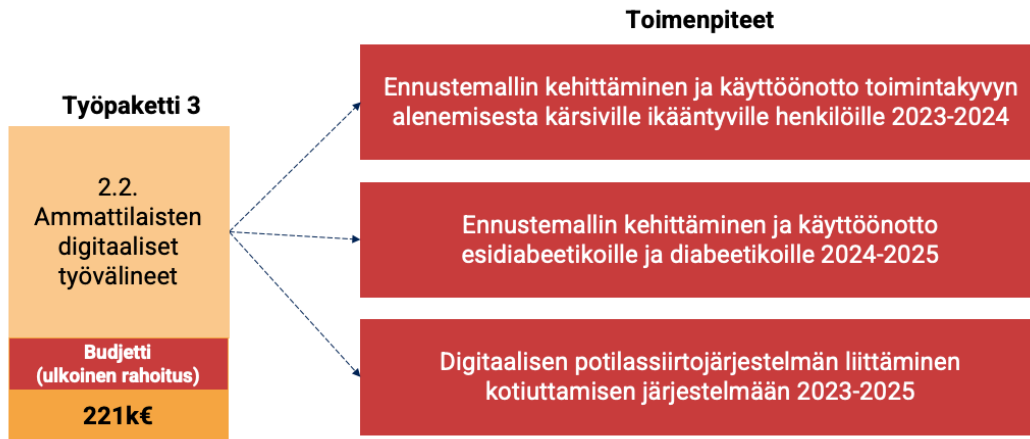 Toimenpiteet
Työpaketti 3
2.2.
Ammattilaisten
digitaaliset
työvälineet
Budjetti
(ulkoinen rahoitus)
221k€
Ennustemallin kehittäminen ja käyttöönotto toimintakyvyn
alenemisesta kärsiville ikääntyville henkilöille 2023-2024
Ennustemallin kehittäminen ja käyttöönotto
esidiabeetikoille ja diabeetikoille 2024-2025
Digitaalisen potilassiirtojärjestelmän liittäminen
kotiuttamisen järjestelmään 2023-2025